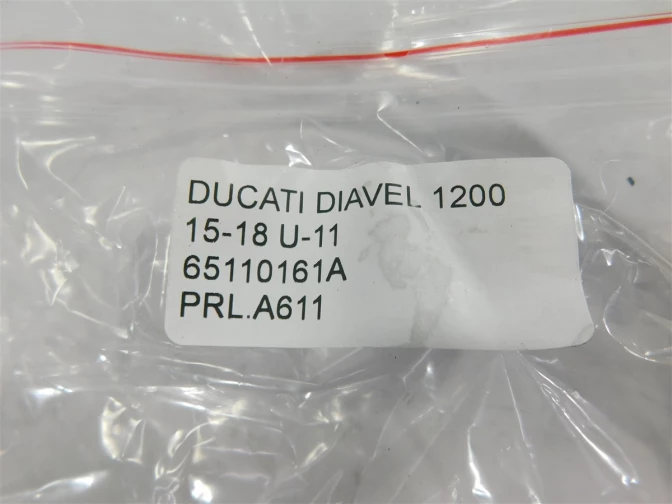 DUCATI DIAVEL 1200
15-18 U-11
65110161A
PRL.A611